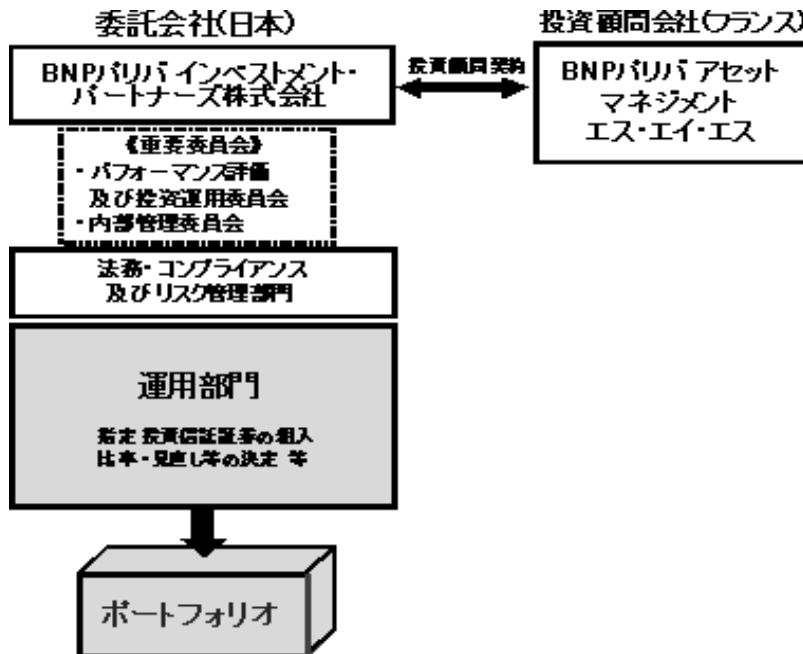 委託会社(日本)
投資顧問会社(フランス)
BNPパリバ インベストメント・
パートナーズ株式会社
投資顧問契約
BNPパリバ アセット
マネジメント
エス・エイ・エス
《重要委員会》
・パフォーマンス評価
及び投資運用委員会
・内部管理委員会
法務・コンプライアンス
及びリスク管理部門
運用部門
指定投資信託証券の組入
比率・見直し等の決定 等
ポートフォリオ